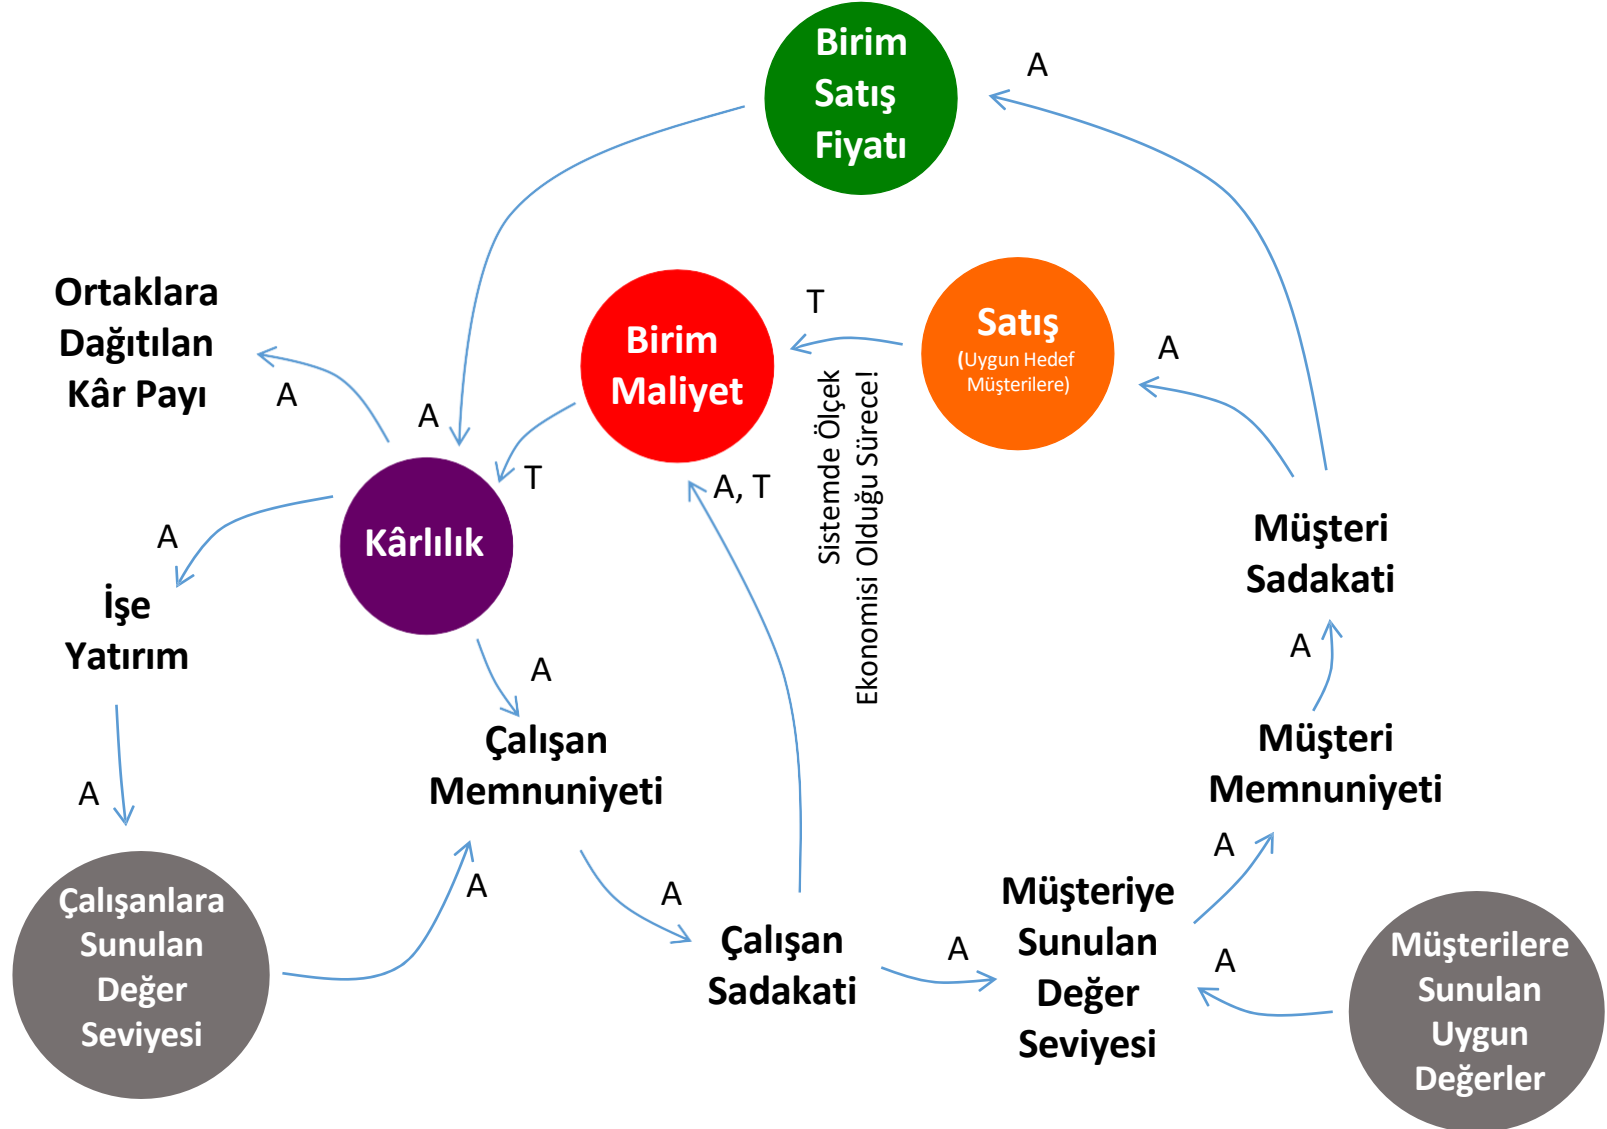 Birim
Satış
Fiyatı
A
Ortaklara
Dağıtılan
Kâr Payı
A
A
Birim
Maliyet
T
Satış
(Uygun Hedef
Müşterilere)
A
T
A, T
Sistemde Ölçek
Ekonomisi Olduğu Sürece!
Kârlılık
A
İşe
Yatırım
A
Müşteri
Sadakati
A
Çalışan
Memnuniyeti
Müşteri
Memnuniyeti
A
A
A
A
Çalışanlara
Sunulan
Değer
Seviyesi
Çalışan
Sadakati
A
Müşteriye
Sunulan
Değer
Seviyesi
A
Müşterilere
Sunulan
Uygun
Değerler